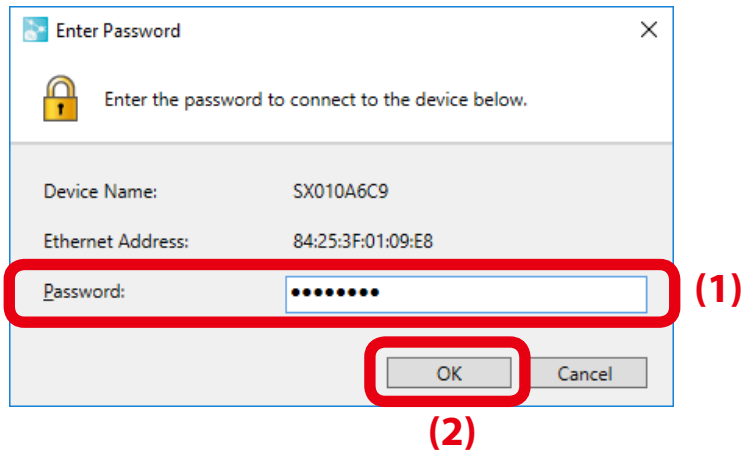 Enter Password
Enter the password to connect to the device below.
Device Name: SX010A6C9
Ethernet Address: 84:25:3F:01:09:E8
Password: ●●●●●●●● (1)
OK Cancel
(2)